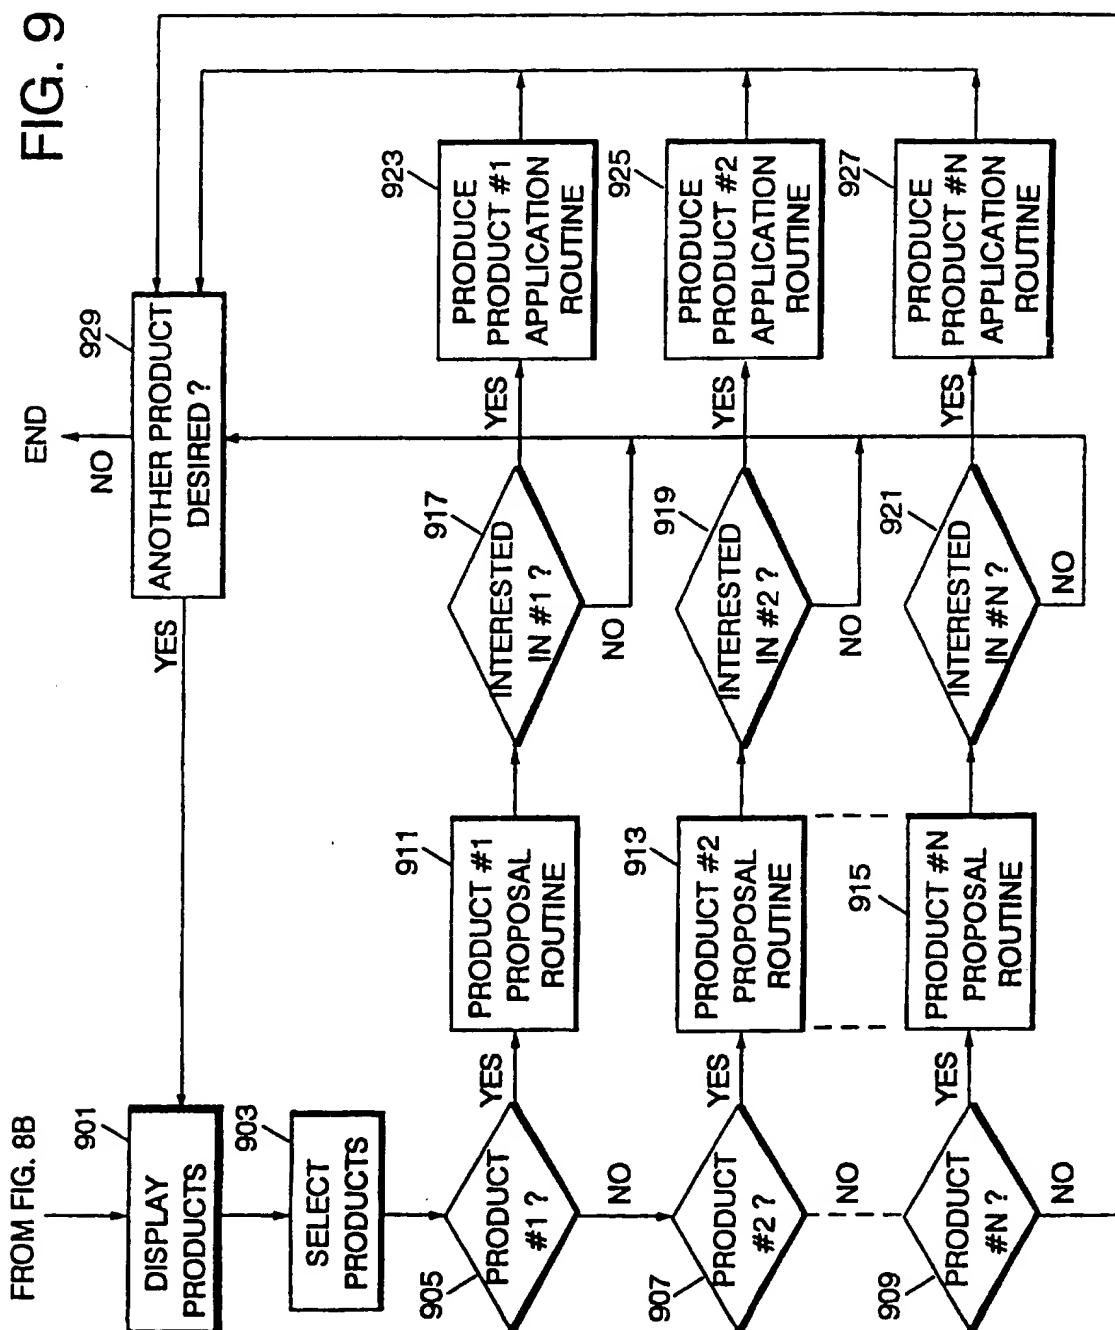 FIG. 9
FROM FIG. 8B
901
DISPLAY
PRODUCTS
903
SELECT
PRODUCTS
905
PRODUCT
#1?
YES
NO
911
PRODUCT #1
PROPOSAL
ROUTINE
917
INTERESTED
IN #1?
YES
NO
923
PRODUCE
PRODUCT #1
APPLICATION
ROUTINE
907
PRODUCT
#2?
YES
NO
913
PRODUCT #2
PROPOSAL
ROUTINE
919
INTERESTED
IN #2?
YES
NO
925
PRODUCE
PRODUCT #2
APPLICATION
ROUTINE
909
PRODUCT
#N?
YES
NO
915
PRODUCT #N
PROPOSAL
ROUTINE
921
INTERESTED
IN #N?
YES
NO
927
PRODUCE
PRODUCT #N
APPLICATION
ROUTINE
929
ANOTHER PRODUCT
DESIRED?
YES
NO
END